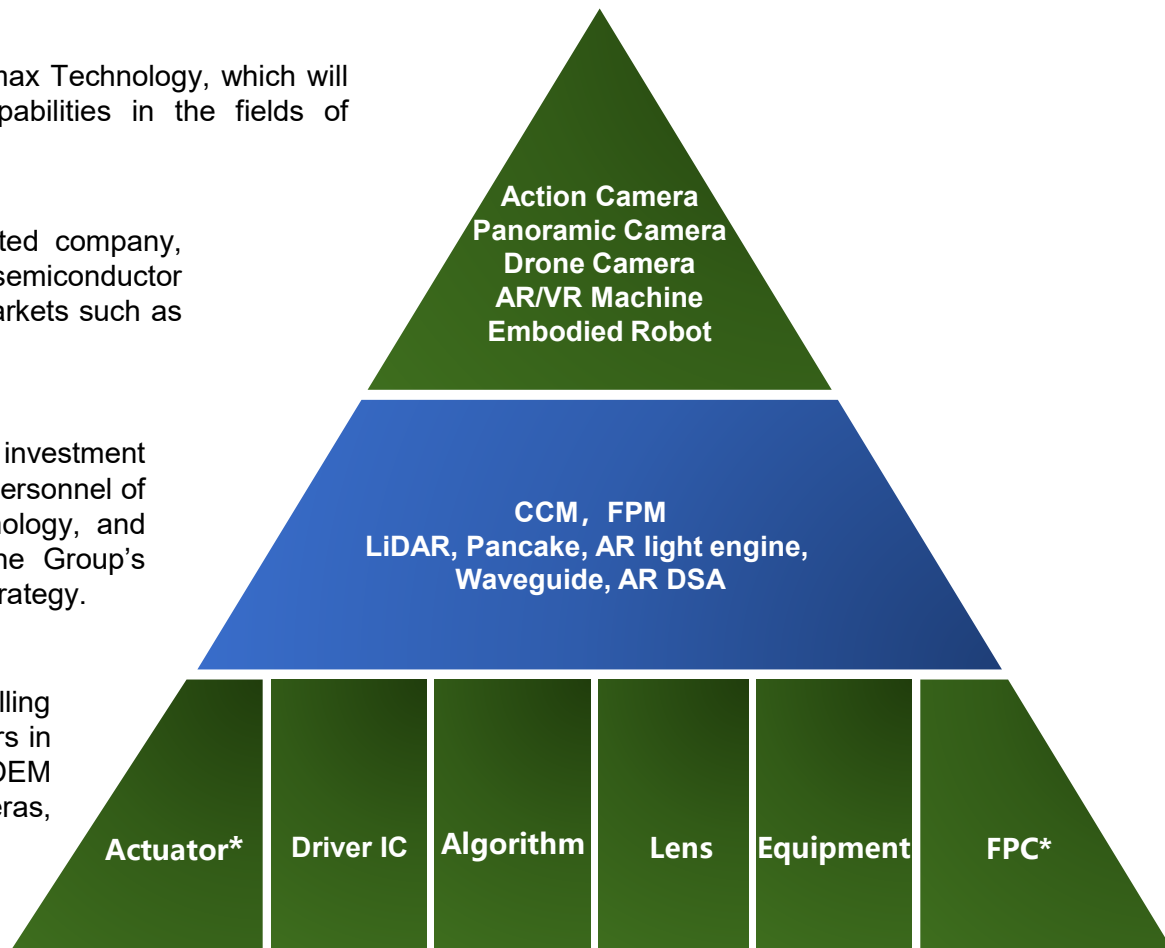 max Technology, which will
pabilities in the fields of
ted company,
semiconductor
arkets such as
investment
ersonnel of
nology, and
he Group’s
rategy.
lling
rs in
OEM
eras,
Action Camera
Panoramic Camera
Drone Camera
AR/VR Machine
Embodied Robot
CCM，FPM
LiDAR, Pancake, AR light engine,
Waveguide, AR DSA
Actuator* Driver IC Algorithm Lens Equipment FPC*